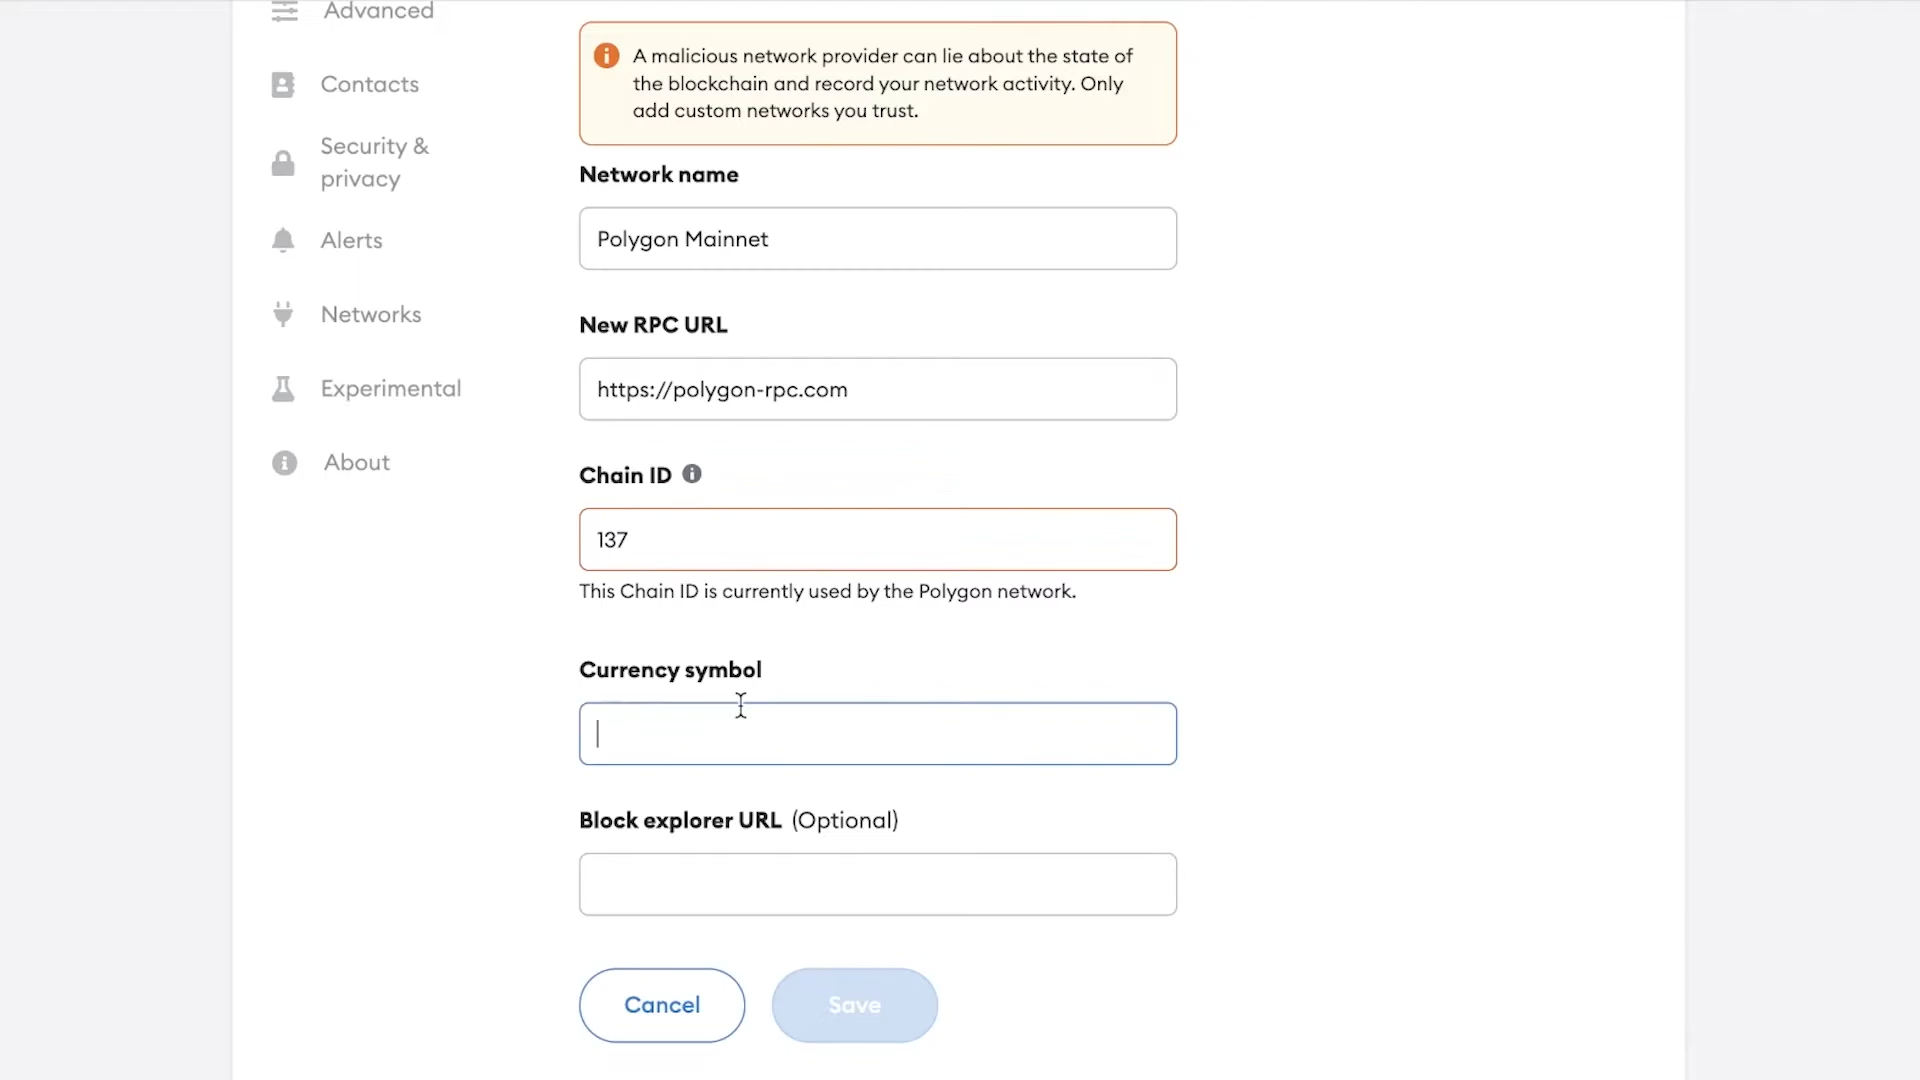 Advanced
Contacts
Security &
privacy
Alerts
Networks
Experimental
About
A malicious network provider can lie about the state of
the blockchain and record your network activity. Only
add custom networks you trust.
Network name
Polygon Mainnet
New RPC URL
https://polygon-rpc.com
Chain ID
137
This Chain ID is currently used by the Polygon network.
Currency symbol
Block explorer URL (Optional)
Cancel
Save